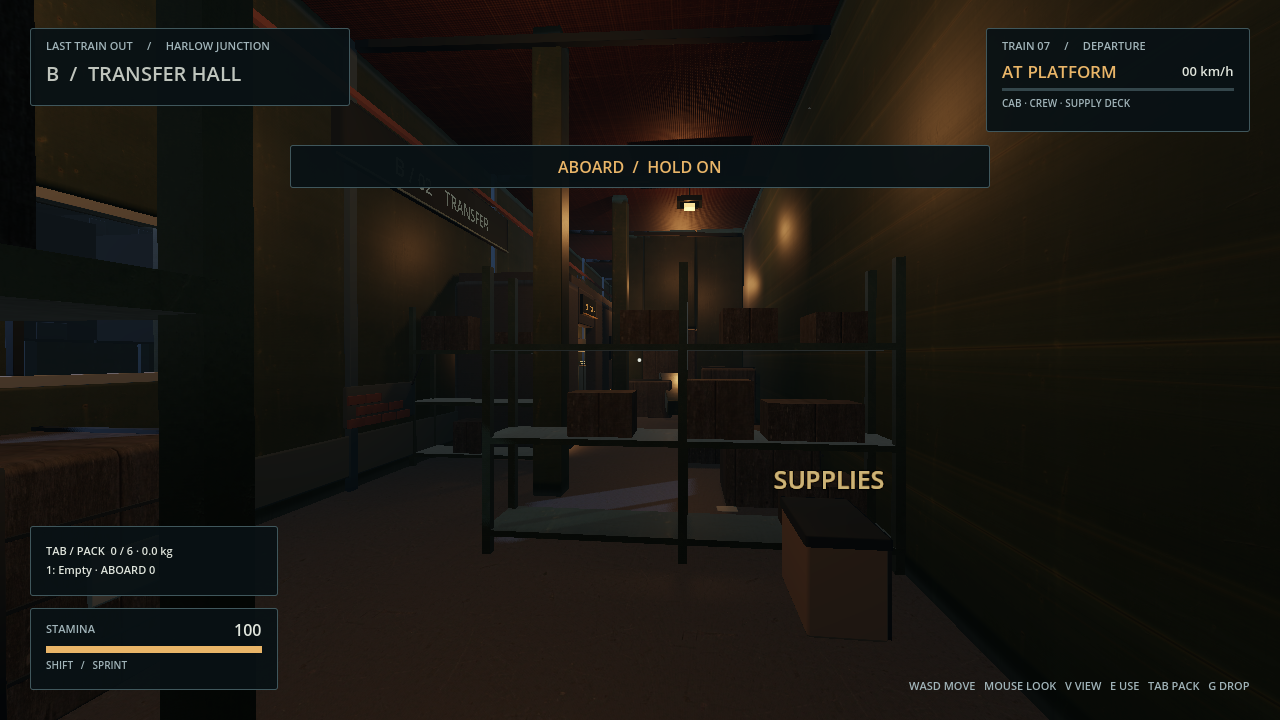 LAST TRAIN OUT / HARLOW JUNCTION
B / TRANSFER HALL
TRAIN 07 / DEPARTURE
AT PLATFORM 00 km/h
CAB · CREW · SUPPLY DECK
ABOARD / HOLD ON
B / 02 TRANSFER
SUPPLIES
TAB / PACK 0 / 6 · 0.0 kg
1: Empty · ABOARD 0
STAMINA 100
SHIFT / SPRINT
WASD MOVE MOUSE LOOK V VIEW E USE TAB PACK G DROP